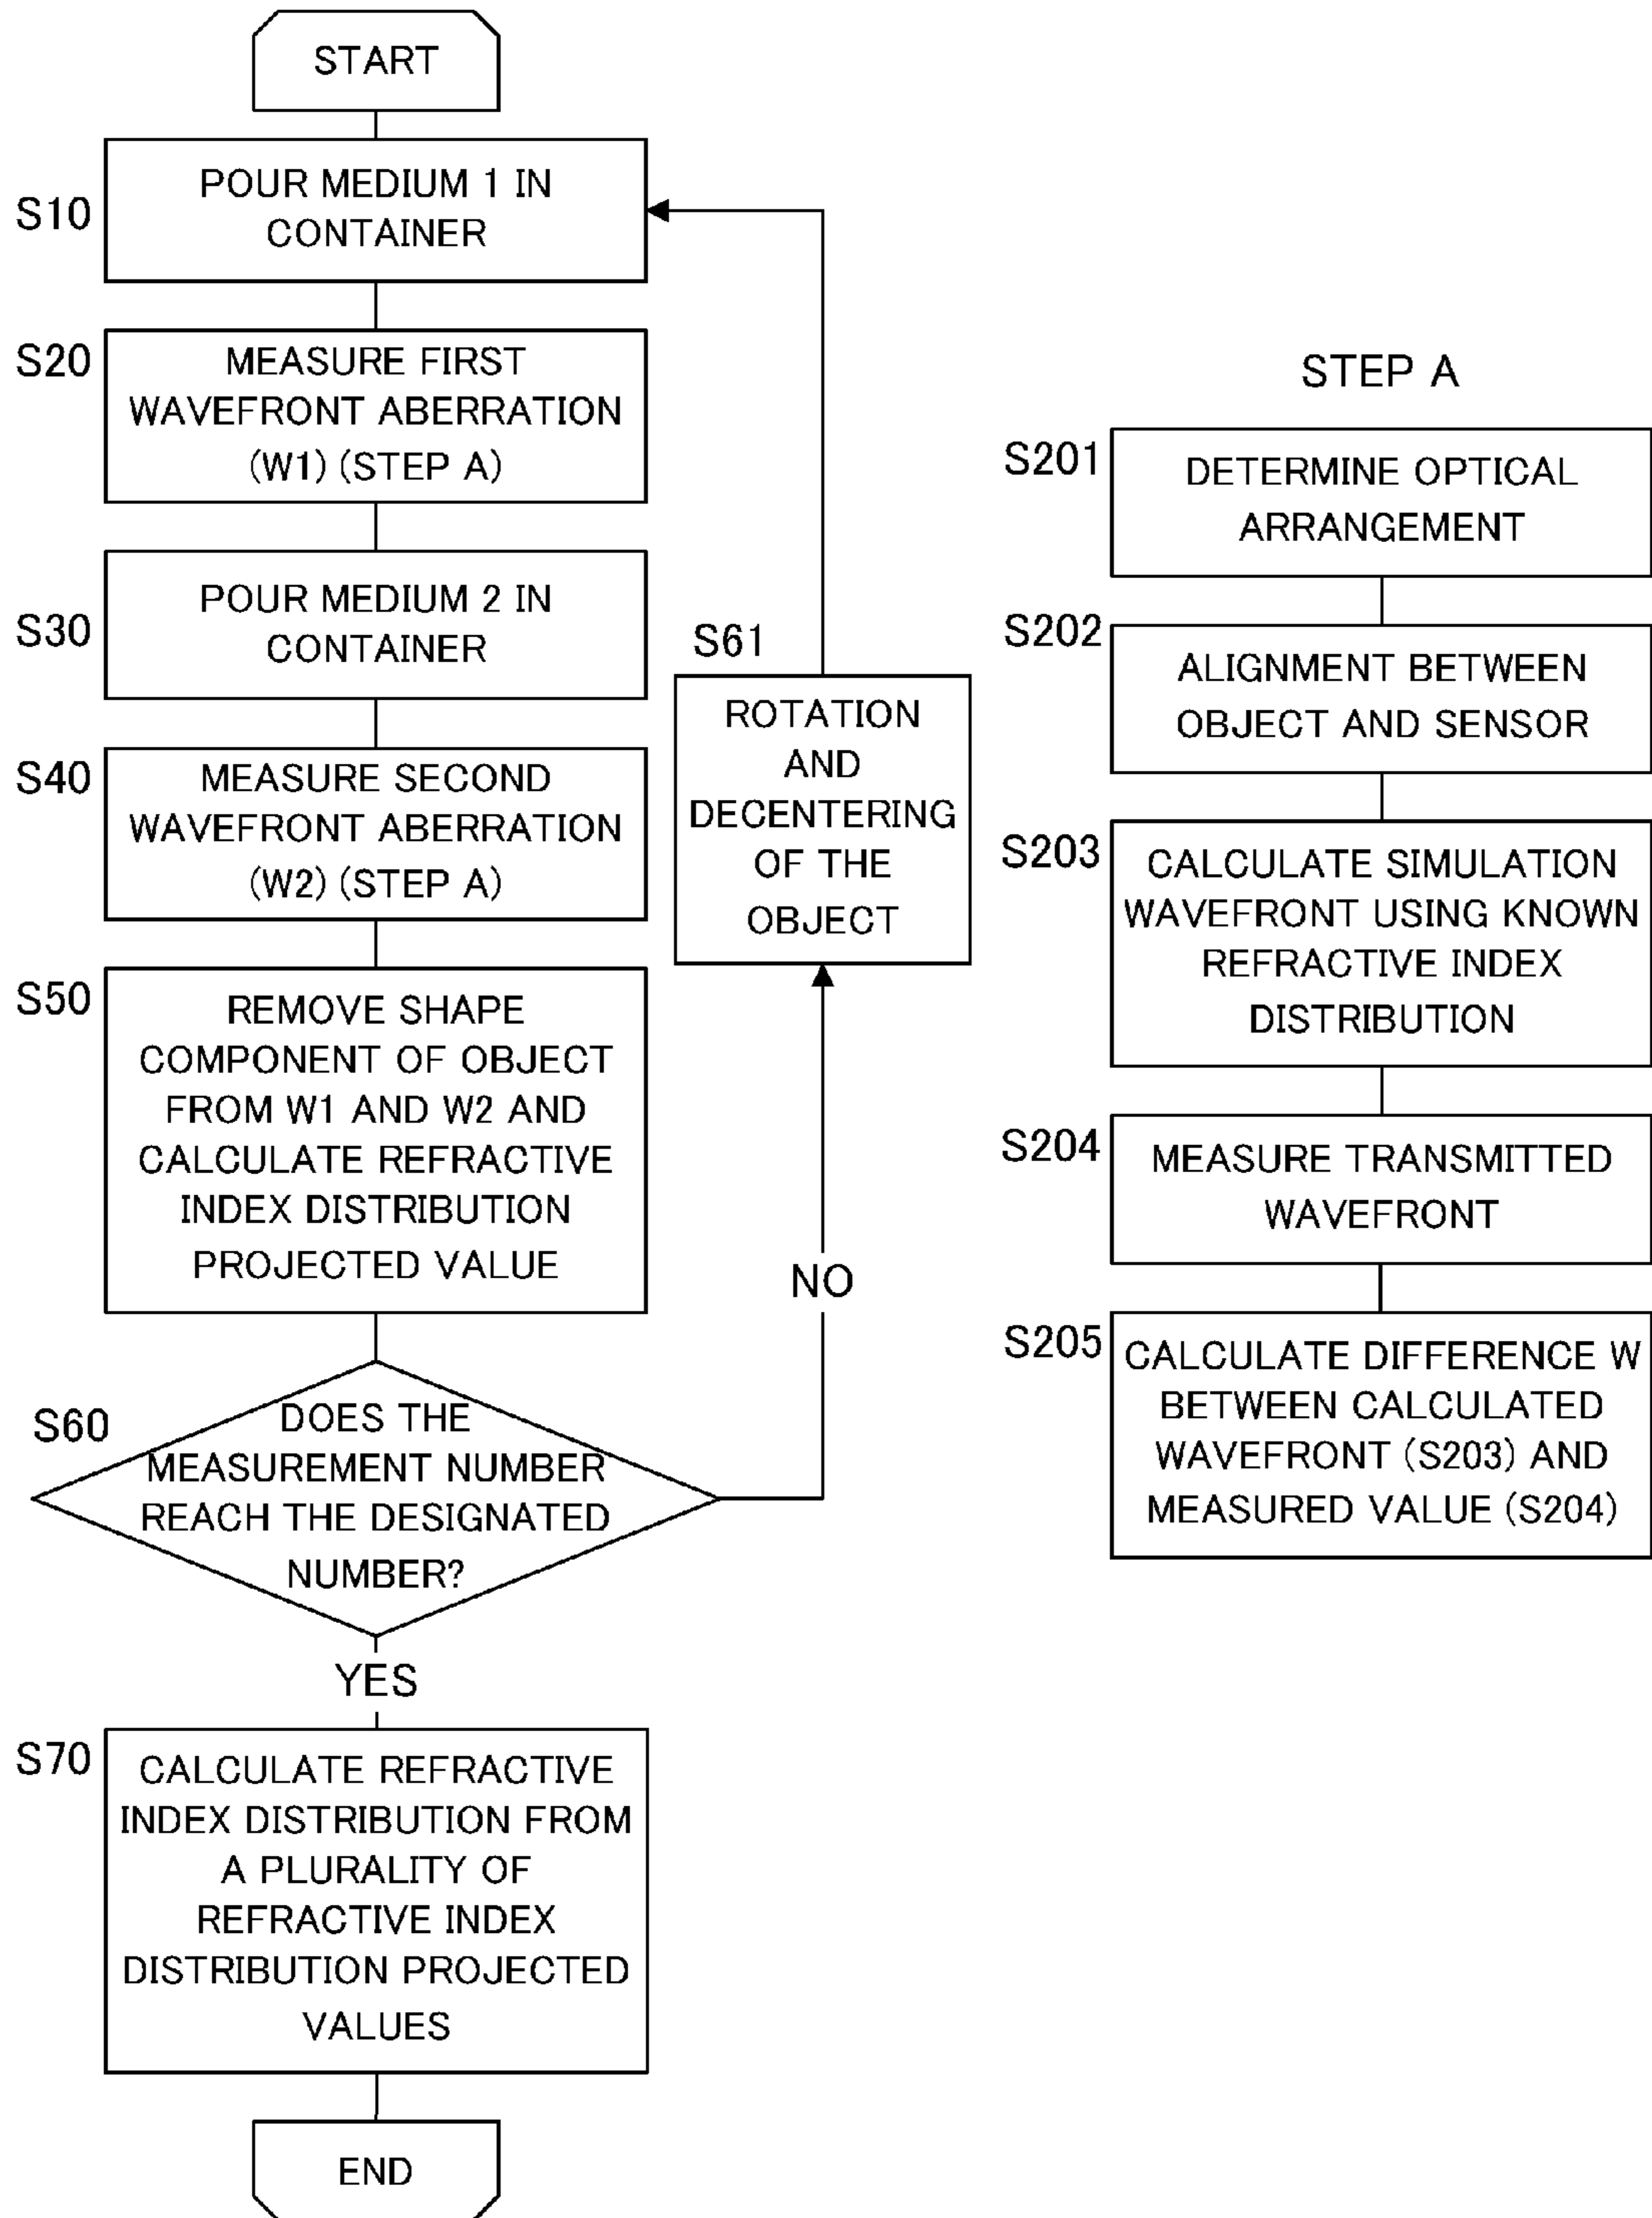 START
S10
POUR MEDIUM 1 IN
CONTAINER
S20
MEASURE FIRST
WAVEFRONT ABERRATION
(W1) (STEP A)
S30
POUR MEDIUM 2 IN
CONTAINER
S40
MEASURE SECOND
WAVEFRONT ABERRATION
(W2) (STEP A)
S50
REMOVE SHAPE
COMPONENT OF OBJECT
FROM W1 AND W2 AND
CALCULATE REFRACTIVE
INDEX DISTRIBUTION
PROJECTED VALUE
S60
DOES THE
MEASUREMENT NUMBER
REACH THE DESIGNATED
NUMBER?
NO
S61
ROTATION
AND
DECENTERING
OF THE
OBJECT
YES
S70
CALCULATE REFRACTIVE
INDEX DISTRIBUTION FROM
A PLURALITY OF
REFRACTIVE INDEX
DISTRIBUTION PROJECTED
VALUES
END
STEP A
S201
DETERMINE OPTICAL
ARRANGEMENT
S202
ALIGNMENT BETWEEN
OBJECT AND SENSOR
S203
CALCULATE SIMULATION
WAVEFRONT USING KNOWN
REFRACTIVE INDEX
DISTRIBUTION
S204
MEASURE TRANSMITTED
WAVEFRONT
S205
CALCULATE DIFFERENCE W
BETWEEN CALCULATED
WAVEFRONT (S203) AND
MEASURED VALUE (S204)